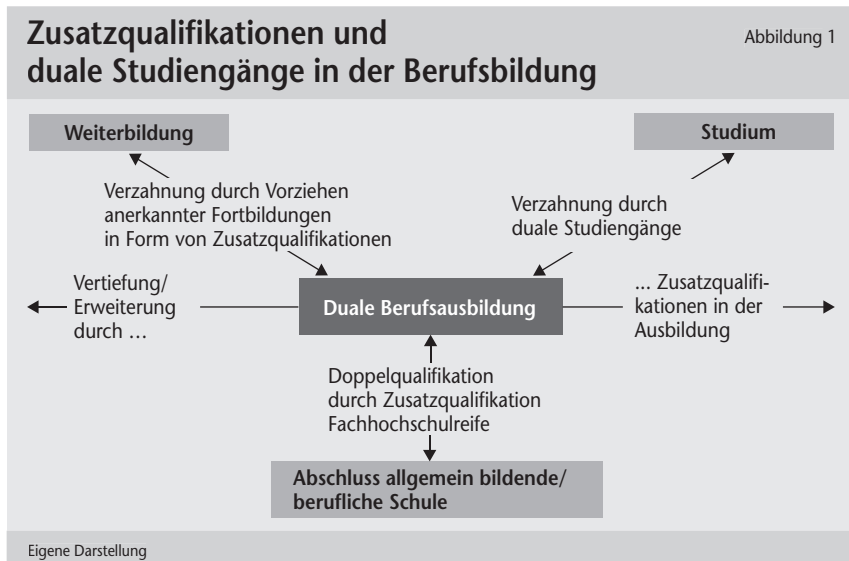 Zusatzqualifikationen und
duale Studiengänge in der Berufsbildung
Abbildung 1
Weiterbildung
Studium
Verzahnung durch Vorziehen
anerkannter Fortbildungen
in Form von Zusatzqualifikationen
Verzahnung durch
duale Studiengänge
Vertiefung/
Erweiterung
durch ...
Duale Berufsausbildung
... Zusatzqualifi-
kationen in der
Ausbildung
Doppelqualifikation
durch Zusatzqualifikation
Fachhochschulreife
Abschluss allgemein bildende/
berufliche Schule
Eigene Darstellung